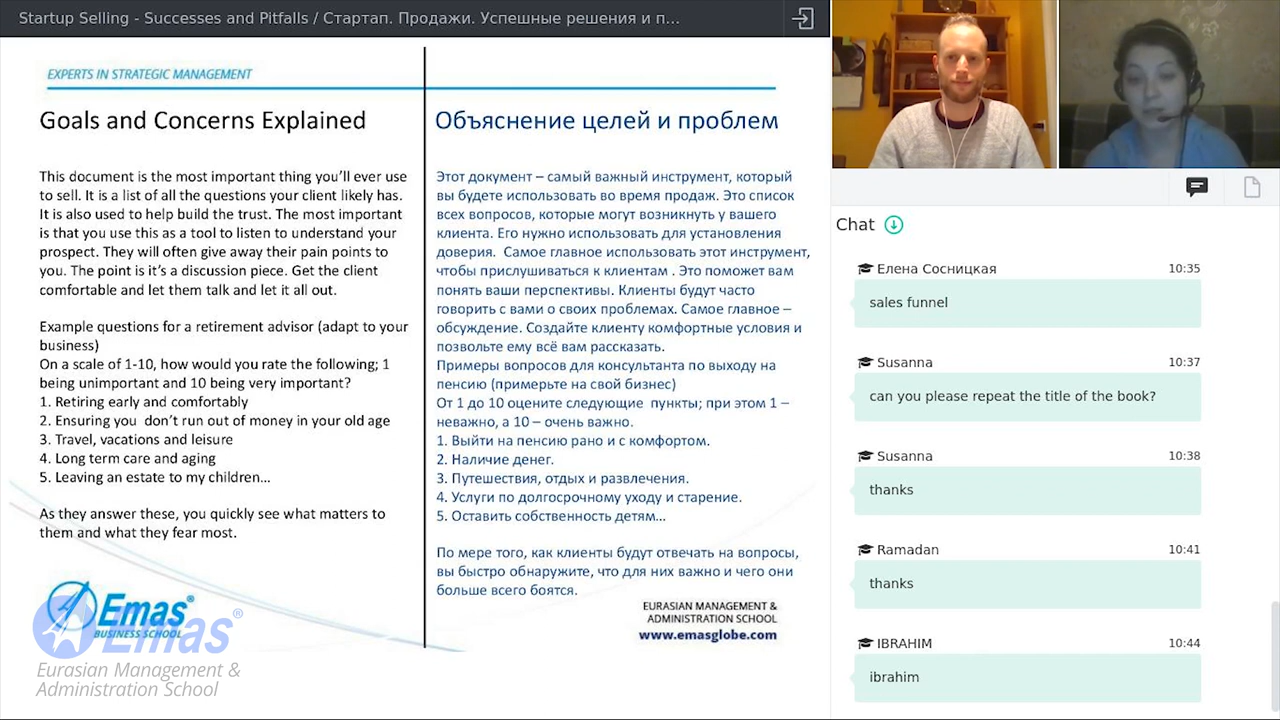 Startup Selling - Successes and Pitfalls / Стартап. Продажи. Успешные решения и п...
EXPERTS IN STRATEGIC MANAGEMENT
Goals and Concerns Explained
This document is the most important thing you'll ever use
to sell. It is a list of all the questions your client likely has.
It is also used to help build the trust. The most important
is that you use this as a tool to listen to understand your
prospect. They will often give away their pain points to
you. The point is it's a discussion piece. Get the client
comfortable and let them talk and let it all out.
Example questions for a retirement advisor (adapt to your
business)
On a scale of 1-10, how would you rate the following; 1
being unimportant and 10 being very important?
1. Retiring early and comfortably
2. Ensuring you don't run out of money in your old age
3. Travel, vacations and leisure
4. Long term care and aging
5. Leaving an estate to my children...
As they answer these, you quickly see what matters to
them and what they fear most.
Объяснение целей и проблем
Этот документ – самый важный инструмент, который
вы будете использовать во время продаж. Это список
всех вопросов, которые могут возникнуть у вашего
клиента. Его нужно использовать для установления
доверия. Самое главное использовать этот инструмент,
чтобы прислушиваться к клиентам . Это поможет вам
понять ваши перспективы. Клиенты будут часто
говорить с вами о своих проблемах. Самое главное –
обсуждение. Создайте клиенту комфортные условия и
позвольте ему всё вам рассказать.
Примеры вопросов для консультанта по выходу на
пенсию (примерьте на свой бизнес)
От 1 до 10 оцените следующие пункты; при этом 1 –
неважно, а 10 – очень важно.
1. Выйти на пенсию рано и с комфортом.
2. Наличие денег.
3. Путешествия, отдых и развлечения.
4. Услуги по долгосрочному уходу и старение.
5. Оставить собственность детям...
По мере того, как клиенты будут отвечать на вопросы,
вы быстро обнаружите, что для них важно и чего они
больше всего боятся.
Emas®
BUSINESS SCHOOL
Emas®
Eurasian Management &
Administration School
EURASIAN MANAGEMENT &
ADMINISTRATION SCHOOL
www.emasglobe.com
Chat
Елена Сосницкая 10:35
sales funnel
Susanna 10:37
can you please repeat the title of the book?
Susanna 10:38
thanks
Ramadan 10:41
thanks
IBRAHIM 10:44
ibrahim